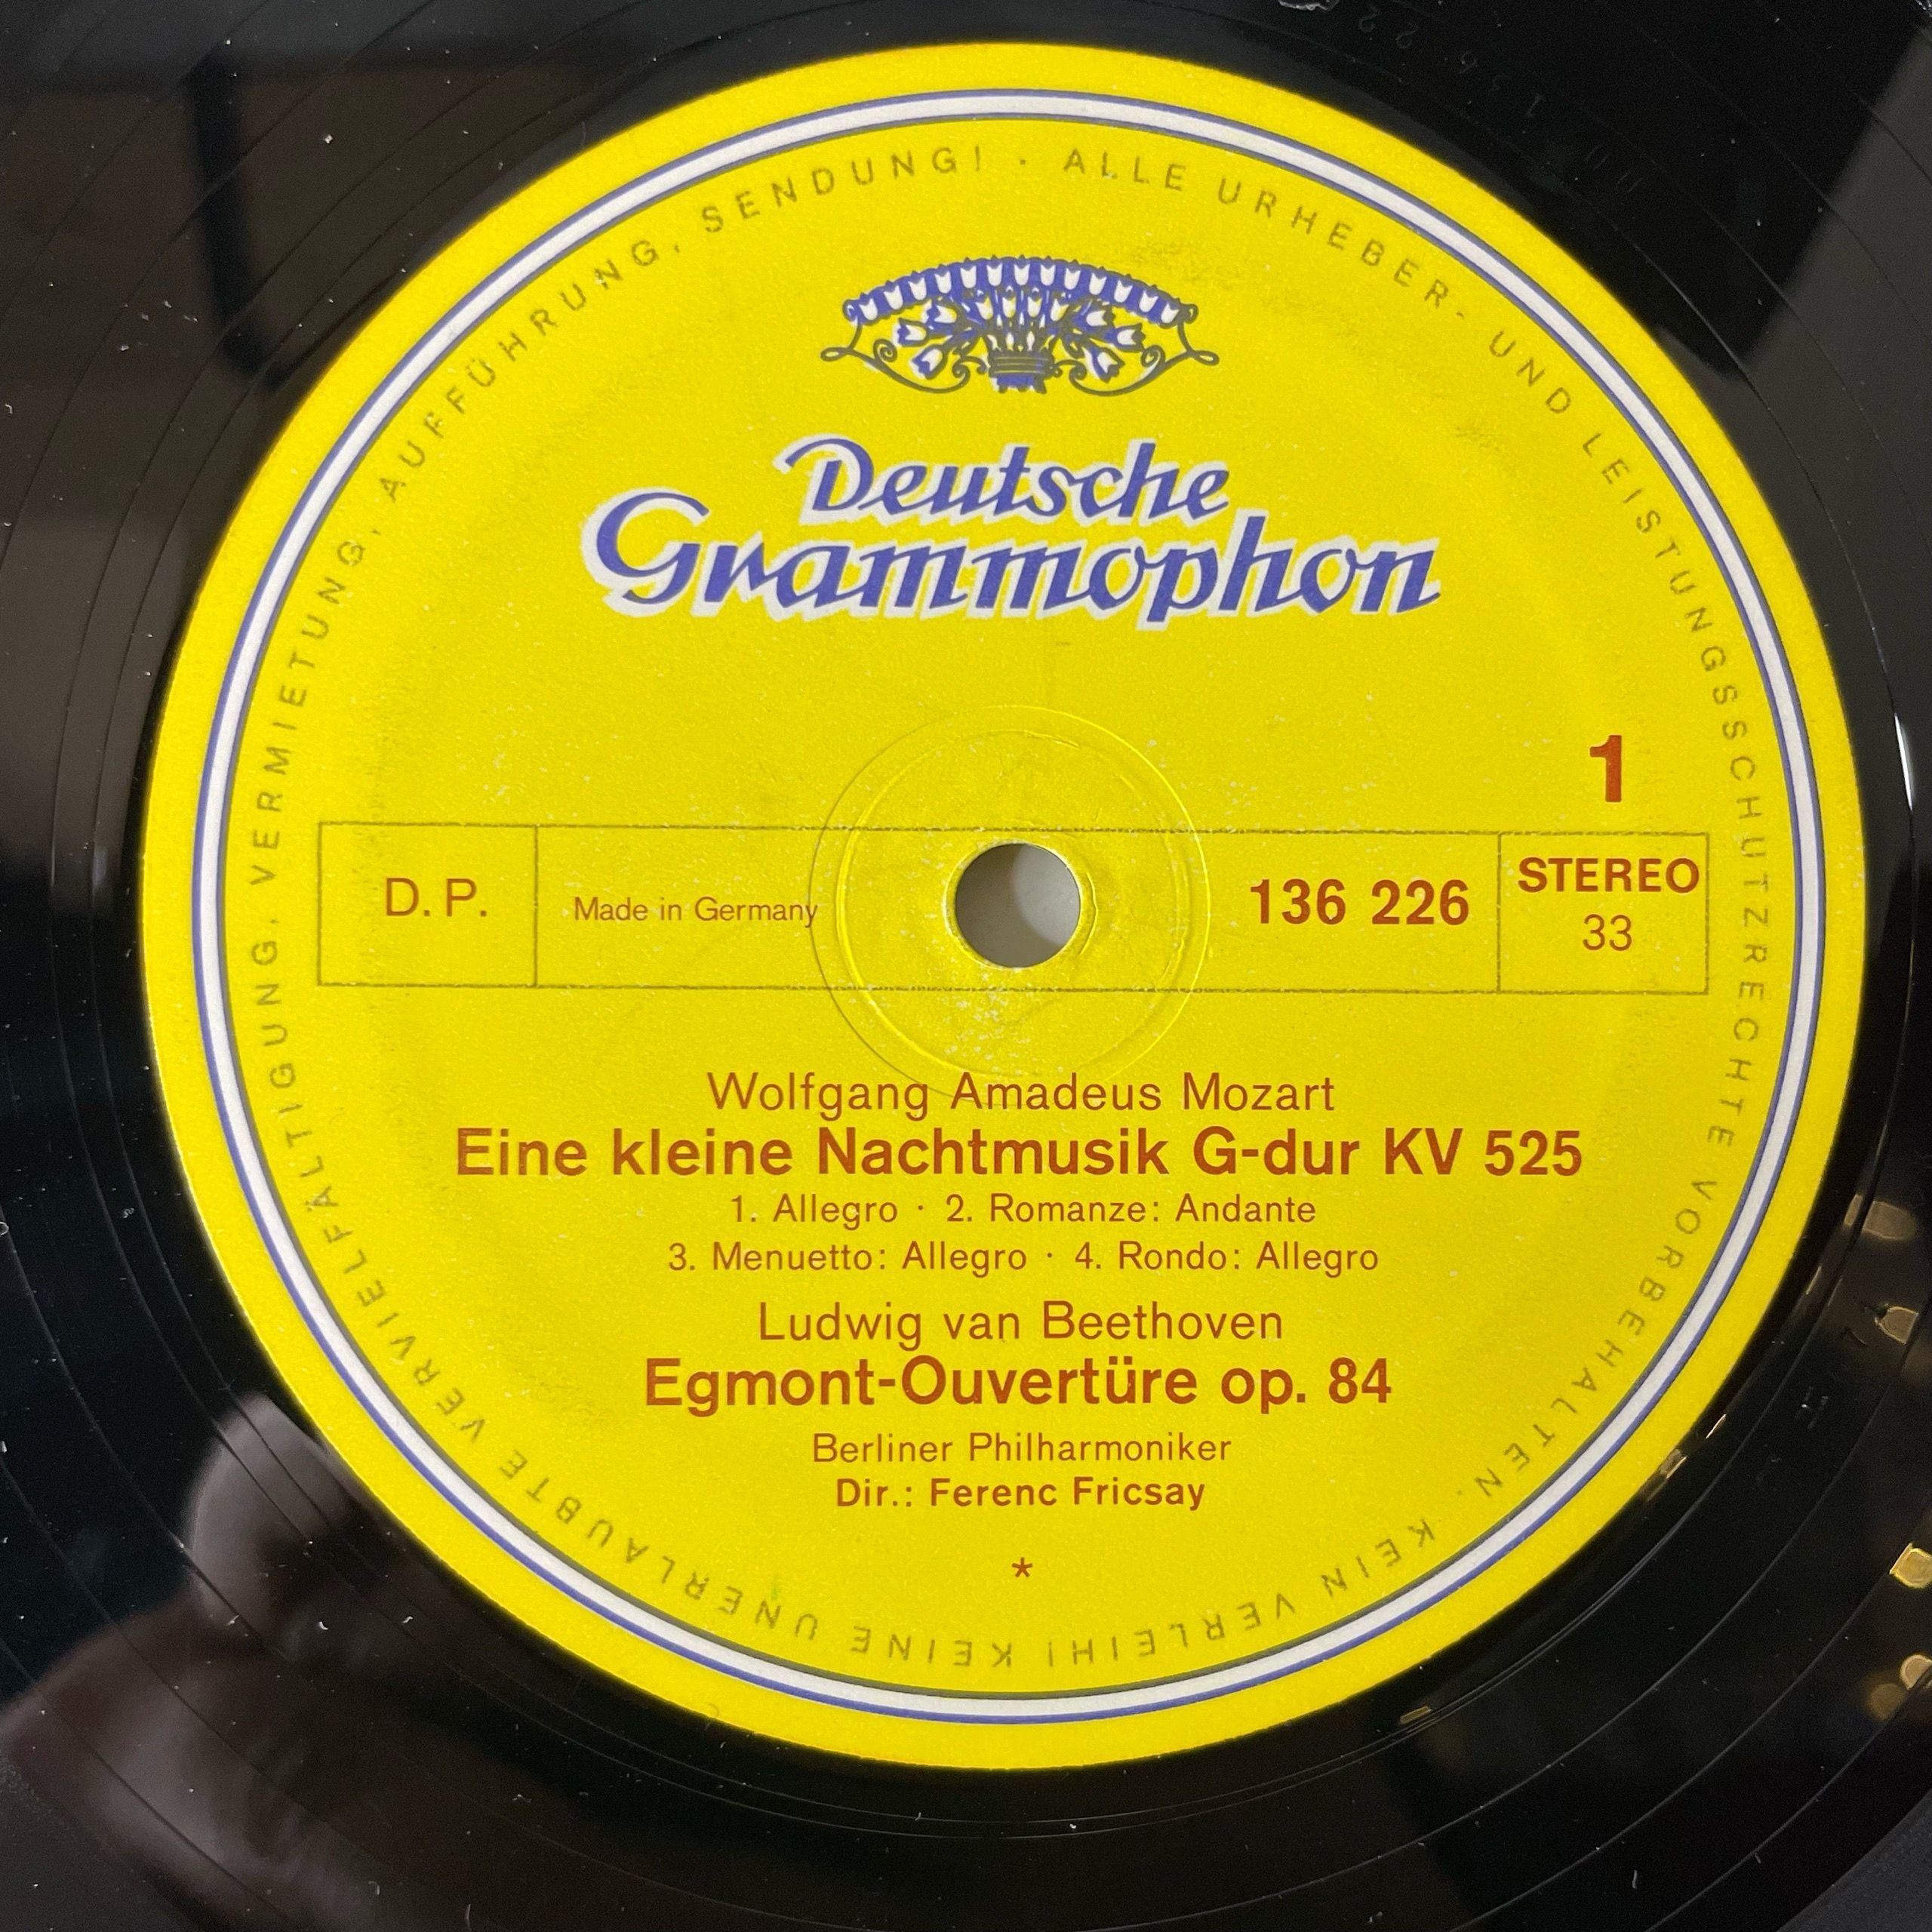 ALLE URHEBER- UND LEISTUNGSSCHUTZRECHTE VORBEHALTEN · KEIN VERLEIH! KEINE UNERLAUBTE VERVIELFÄLTIGUNG, VERMIETUNG, AUFFÜHRUNG, SENDUNG! ·
Deutsche
Grammophon
1
D. P.
Made in Germany
136 226
STEREO
33
Wolfgang Amadeus Mozart
Eine kleine Nachtmusik G-dur KV 525
1. Allegro · 2. Romanze: Andante
3. Menuetto: Allegro · 4. Rondo: Allegro
Ludwig van Beethoven
Egmont-Ouvertüre op. 84
Berliner Philharmoniker
Dir.: Ferenc Fricsay
*